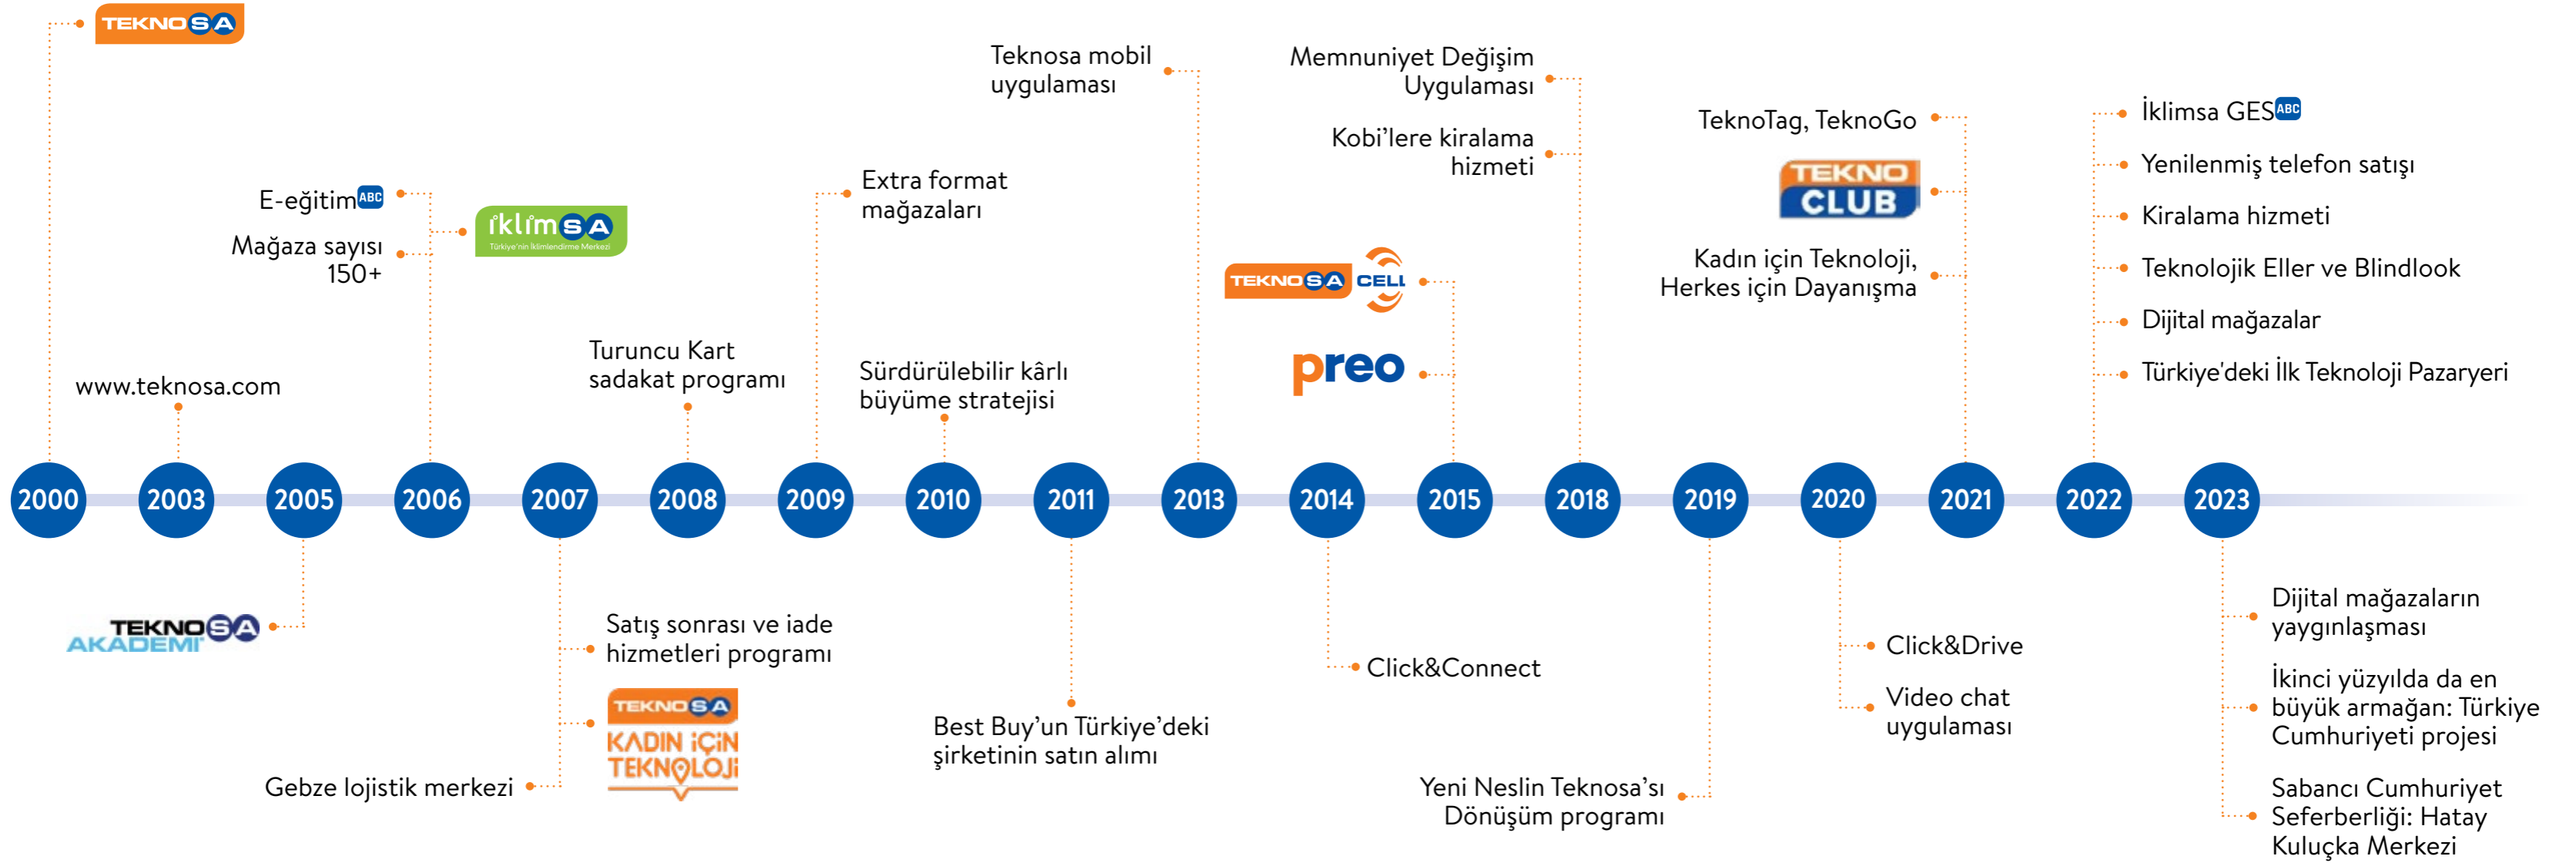 TEKNOSA
www.teknosa.com
E-eğitim ABC
Mağaza sayısı
150+
iklimSA
Türkiye'nin İklimlendirme Merkezi
Turuncu Kart
sadakat programı
Extra format
mağazaları
Sürdürülebilir kârlı
büyüme stratejisi
Teknosa mobil
uygulaması
TEKNOSA CELL
preo
Memnuniyet Değişim
Uygulaması
Kobi’lere kiralama
hizmeti
TeknoTag, TeknoGo
TEKNO
CLUB
Kadın için Teknoloji,
Herkes için Dayanışma
İklimsa GES ABC
Yenilenmiş telefon satışı
Kiralama hizmeti
Teknolojik Eller ve Blindlook
Dijital mağazalar
Türkiye'deki İlk Teknoloji Pazaryeri
2000
2003
2005
2006
2007
2008
2009
2010
2011
2013
2014
2015
2018
2019
2020
2021
2022
2023
TEKNOSA
AKADEMİ
Satış sonrası ve iade
hizmetleri programı
TEKNOSA
KADIN İÇİN
TEKNOLOJİ
Gebze lojistik merkezi
Best Buy’un Türkiye’deki
şirketinin satın alımı
Click&Connect
Yeni Neslin Teknosa’sı
Dönüşüm programı
Click&Drive
Video chat
uygulaması
Dijital mağazaların
yaygınlaşması
İkinci yüzyılda da en
büyük armağan: Türkiye
Cumhuriyeti projesi
Sabancı Cumhuriyet
Seferberliği: Hatay
Kuluçka Merkezi